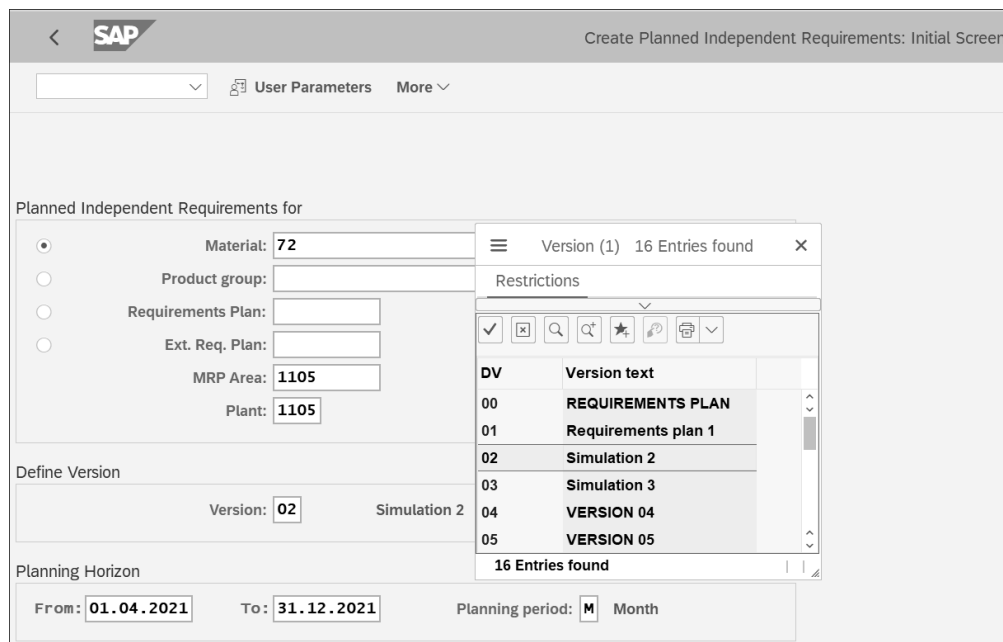 SAP
Create Planned Independent Requirements: Initial Screen
User Parameters More
Planned Independent Requirements for
Material: 72
Product group:
Requirements Plan:
Ext. Req. Plan:
MRP Area: 1105
Plant: 1105
Define Version
Version: 02 Simulation 2
Planning Horizon
From: 01.04.2021 To: 31.12.2021 Planning period: M Month
Version (1) 16 Entries found
Restrictions
DV Version text
00 REQUIREMENTS PLAN
01 Requirements plan 1
02 Simulation 2
03 Simulation 3
04 VERSION 04
05 VERSION 05
16 Entries found